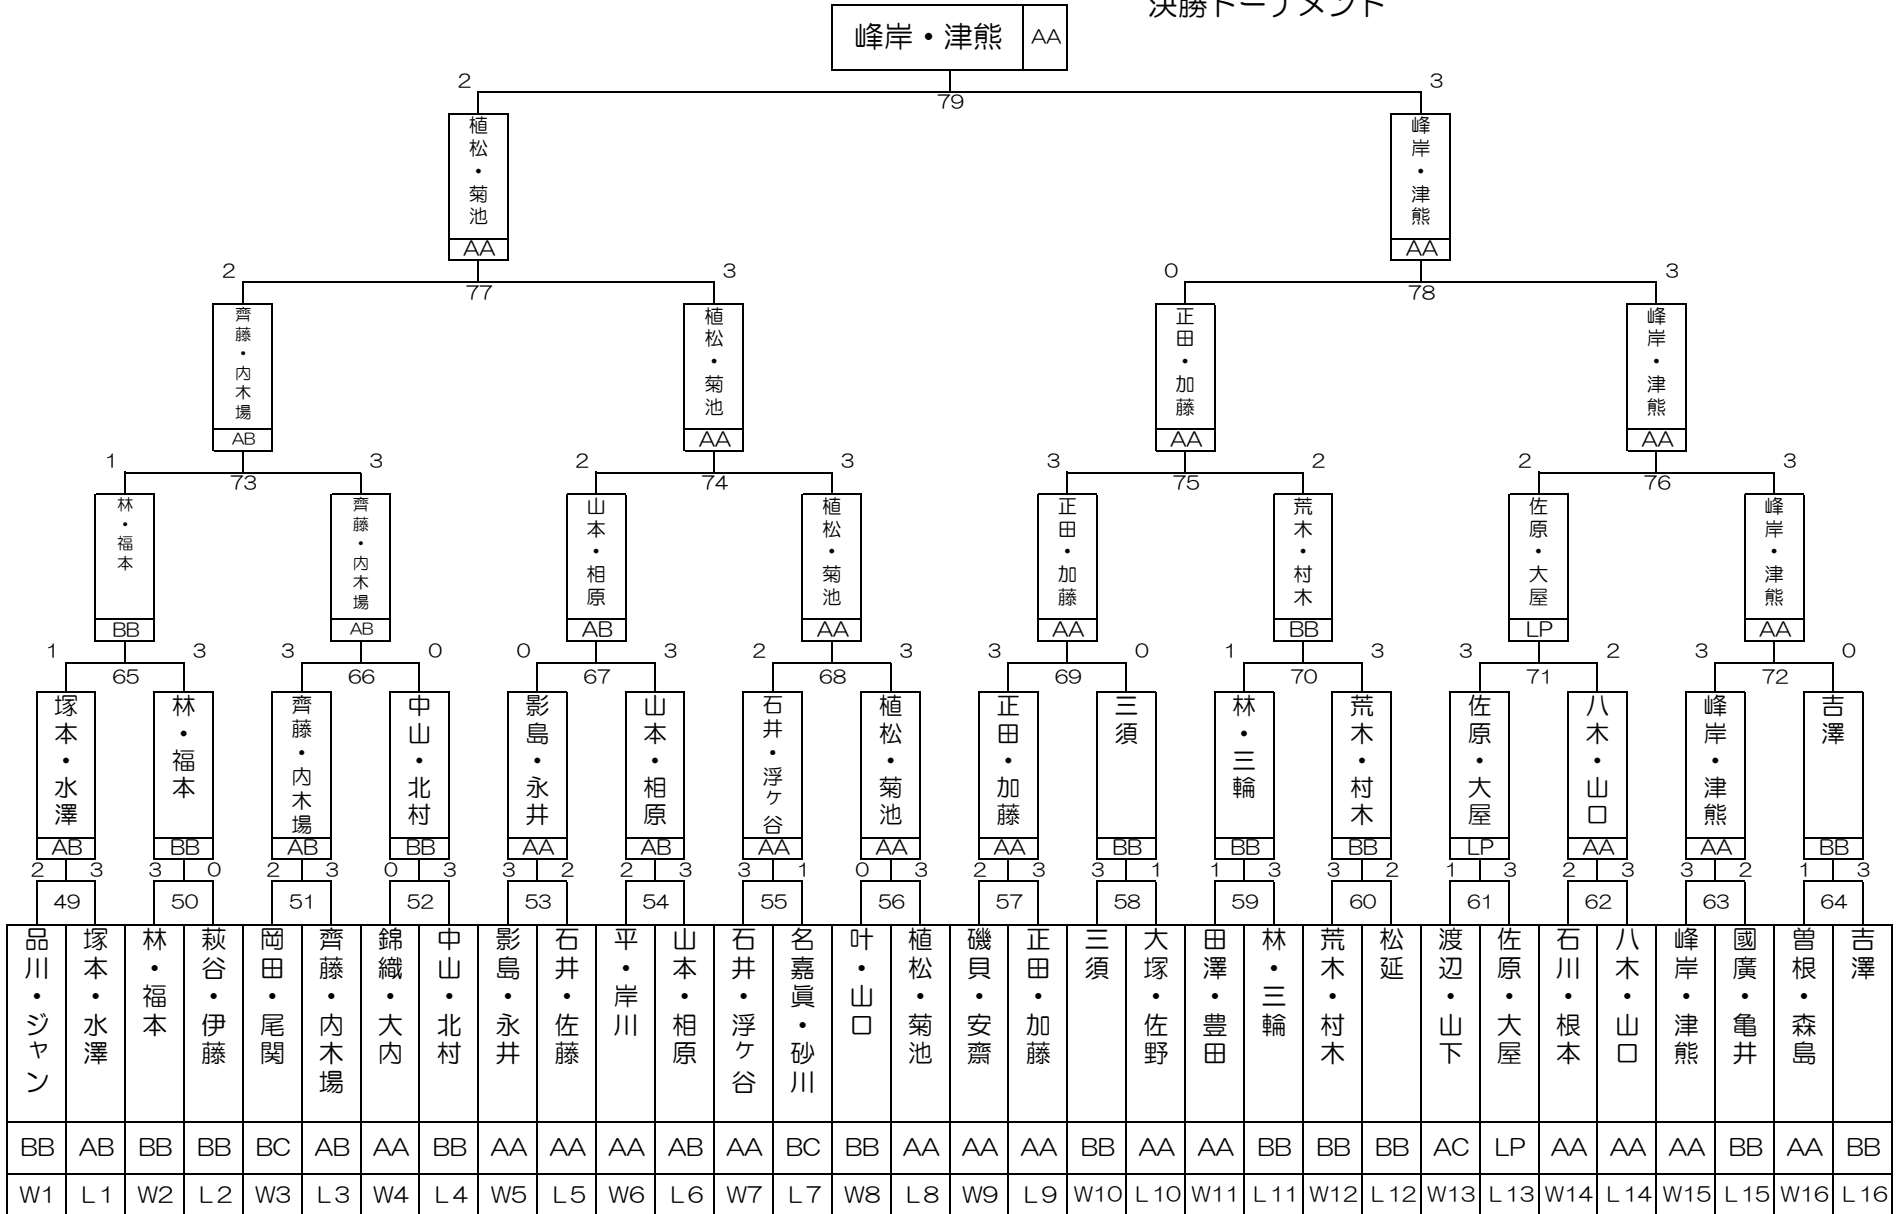 決勝トーナメント
峰岸・津熊 AA
2 3
79
植松・菊池 峰岸・津熊
AA AA
2 3 0 3
77 78
齊藤・内木場 植松・菊池 正田・加藤 峰岸・津熊
AB AA AA AA
1 3 2 3 3 2 2 3
73 74 75 76
林・福本 齊藤・内木場 山本・相原 植松・菊池 正田・加藤 荒木・村木 佐原・大屋 峰岸・津熊
BB AB AB AA AA BB LP AA
1 3 3 0 0 3 2 3 3 0 1 3 3 2 3 0
65 66 67 68 69 70 71 72
塚本・水澤 林・福本 齊藤・内木場 中山・北村 影島・永井 山本・相原 石井・浮ケ谷 植松・菊池 正田・加藤 三須 林・三輪 荒木・村木 佐原・大屋 八木・山口 峰岸・津熊 吉澤
AB BB AB BB AA AB AA AA AA BB BB BB LP AA AA BB
2 3 3 0 2 3 0 3 3 2 2 3 3 1 0 3 2 3 3 1 1 3 3 2 1 3 2 3 3 2 1 3
49 50 51 52 53 54 55 56 57 58 59 60 61 62 63 64
品川・ジャン 塚本・水澤 林・福本 萩谷・伊藤 岡田・尾関 齊藤・内木場 錦織・大内 中山・北村 影島・永井 石井・佐藤 平・岸川 山本・相原 石井・浮ケ谷 名嘉眞・砂川 叶・山口 植松・菊池 磯貝・安齋 正田・加藤 三須 大塚・佐野 田澤・豊田 林・三輪 荒木・村木 松延 渡辺・山下 佐原・大屋 石川・根本 八木・山口 峰岸・津熊 國廣・亀井 曽根・森島 吉澤
BB AB BB BB BC AB AA BB AA AA AA AB AA BC BB AA AA AA BB AA AA BB BB BB AC LP AA AA AA BB AA BB
W1 L1 W2 L2 W3 L3 W4 L4 W5 L5 W6 L6 W7 L7 W8 L8 W9 L9 W10 L10 W11 L11 W12 L12 W13 L13 W14 L14 W15 L15 W16 L16